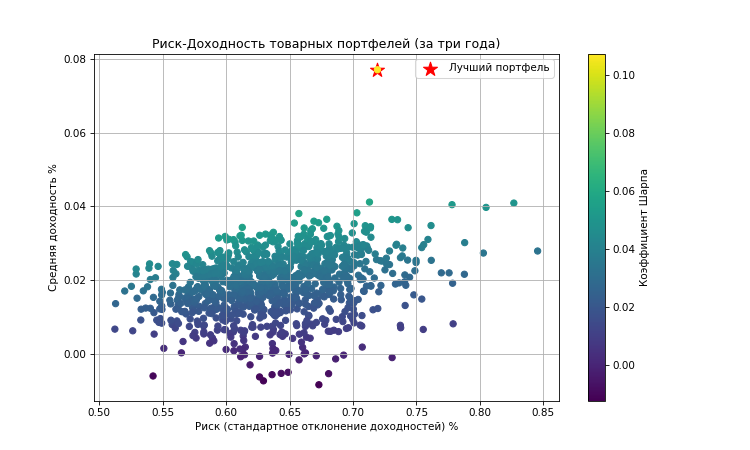 Риск-Доходность товарных портфелей (за три года)
Лучший портфель
Средняя доходность %
0.08
0.06
0.04
0.02
0.00
0.50 0.55 0.60 0.65 0.70 0.75 0.80 0.85
Риск (стандартное отклонение доходностей) %
0.10
0.08
0.06
0.04
0.02
0.00
Коэффициент Шарпа